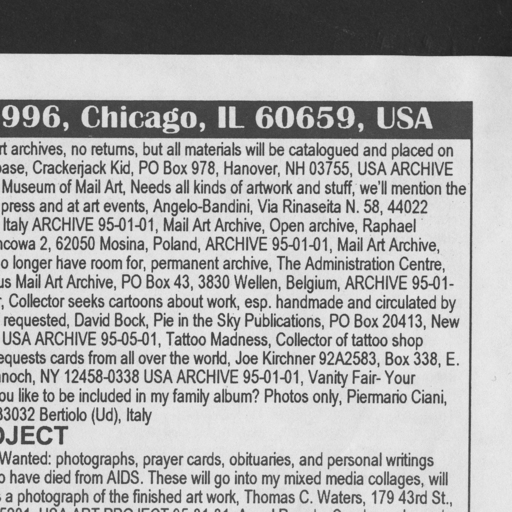 996, Chicago, IL 60659, USA
rt archives, no returns, but all materials will be catalogued and placed on
base, Crackerjack Kid, PO Box 978, Hanover, NH 03755, USA ARCHIVE
Museum of Mail Art, Needs all kinds of artwork and stuff, we'll mention the
press and at art events, Angelo-Bandini, Via Rinaseita N. 58, 44022
Italy ARCHIVE 95-01-01, Mail Art Archive, Open archive, Raphael
ncowa 2, 62050 Mosina, Poland, ARCHIVE 95-01-01, Mail Art Archive,
o longer have room for, permanent archive, The Administration Centre,
us Mail Art Archive, PO Box 43, 3830 Wellen, Belgium, ARCHIVE 95-01-
, Collector seeks cartoons about work, esp. handmade and circulated by
requested, David Bock, Pie in the Sky Publications, PO Box 20413, New
USA ARCHIVE 95-05-01, Tattoo Madness, Collector of tattoo shop
equests cards from all over the world, Joe Kirchner 92A2583, Box 338, E.
noch, NY 12458-0338 USA ARCHIVE 95-01-01, Vanity Fair- Your
ou like to be included in my family album? Photos only, Piermario Ciani,
33032 Bertiolo (Ud), Italy
OJECT
Wanted: photographs, prayer cards, obituaries, and personal writings
o have died from AIDS. These will go into my mixed media collages, will
a photograph of the finished art work, Thomas C. Waters, 179 43rd St.,